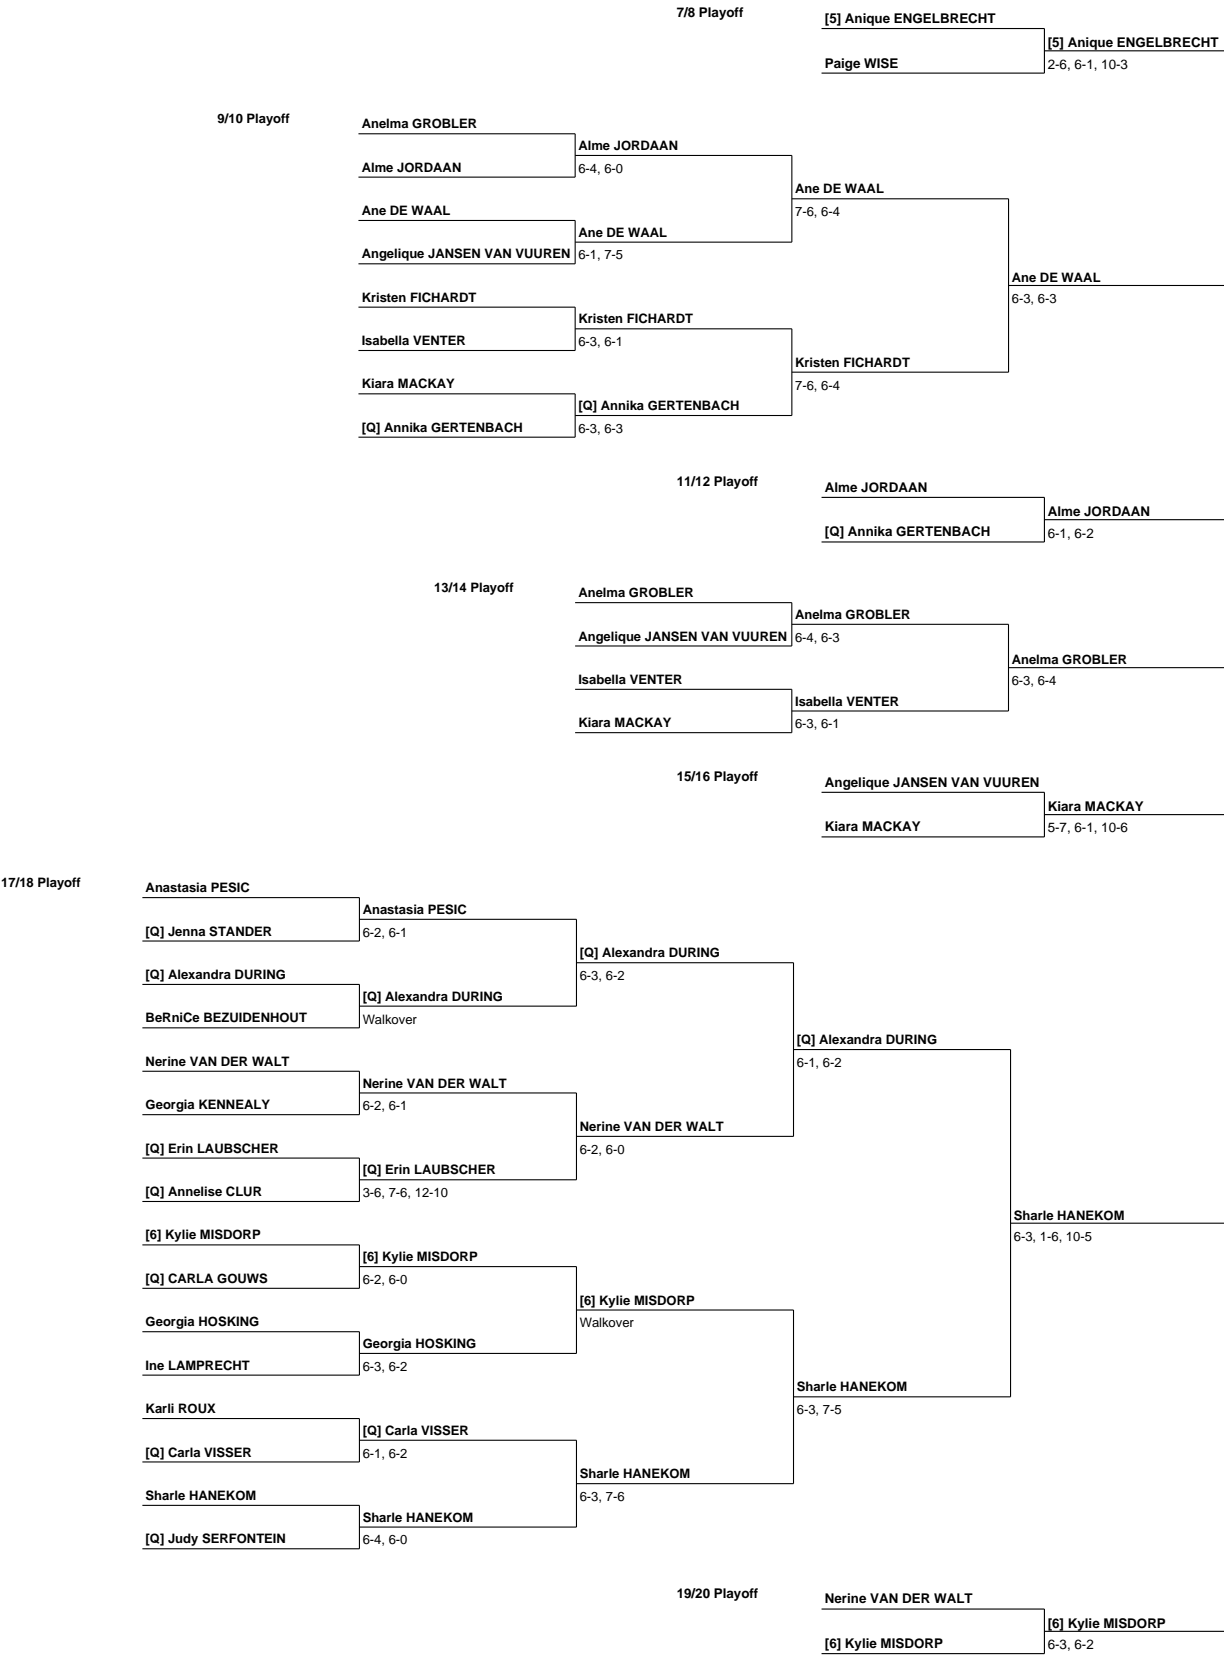 7/8 Playoff
[5] Anique ENGELBRECHT
[5] Anique ENGELBRECHT
Paige WISE
2-6, 6-1, 10-3
9/10 Playoff
Anelma GROBLER
Alme JORDAAN
Alme JORDAAN
6-4, 6-0
Ane DE WAAL
7-6, 6-4
Ane DE WAAL
Ane DE WAAL
Angelique JANSEN VAN VUUREN
6-1, 7-5
Ane DE WAAL
6-3, 6-3
Kristen FICHARDT
Kristen FICHARDT
Isabella VENTER
6-3, 6-1
Kristen FICHARDT
7-6, 6-4
Kiara MACKAY
[Q] Annika GERTENBACH
[Q] Annika GERTENBACH
6-3, 6-3
11/12 Playoff
Alme JORDAAN
Alme JORDAAN
[Q] Annika GERTENBACH
6-1, 6-2
13/14 Playoff
Anelma GROBLER
Anelma GROBLER
Angelique JANSEN VAN VUUREN
6-4, 6-3
Anelma GROBLER
6-3, 6-4
Isabella VENTER
Isabella VENTER
Kiara MACKAY
6-3, 6-1
15/16 Playoff
Angelique JANSEN VAN VUUREN
Kiara MACKAY
Kiara MACKAY
5-7, 6-1, 10-6
17/18 Playoff
Anastasia PESIC
Anastasia PESIC
[Q] Jenna STANDER
6-2, 6-1
[Q] Alexandra DURING
6-3, 6-2
[Q] Alexandra DURING
[Q] Alexandra DURING
BeRniCe BEZUIDENHOUT
Walkover
[Q] Alexandra DURING
6-1, 6-2
Nerine VAN DER WALT
Nerine VAN DER WALT
Georgia KENNEALY
6-2, 6-1
Nerine VAN DER WALT
6-2, 6-0
[Q] Erin LAUBSCHER
[Q] Erin LAUBSCHER
[Q] Annelise CLUR
3-6, 7-6, 12-10
Sharle HANEKOM
6-3, 1-6, 10-5
[6] Kylie MISDORP
[6] Kylie MISDORP
[Q] CARLA GOUWS
6-2, 6-0
[6] Kylie MISDORP
Walkover
Georgia HOSKING
Georgia HOSKING
Ine LAMPRECHT
6-3, 6-2
Sharle HANEKOM
6-3, 7-5
Karli ROUX
[Q] Carla VISSER
[Q] Carla VISSER
6-1, 6-2
Sharle HANEKOM
6-3, 7-6
Sharle HANEKOM
Sharle HANEKOM
[Q] Judy SERFONTEIN
6-4, 6-0
19/20 Playoff
Nerine VAN DER WALT
[6] Kylie MISDORP
[6] Kylie MISDORP
6-3, 6-2